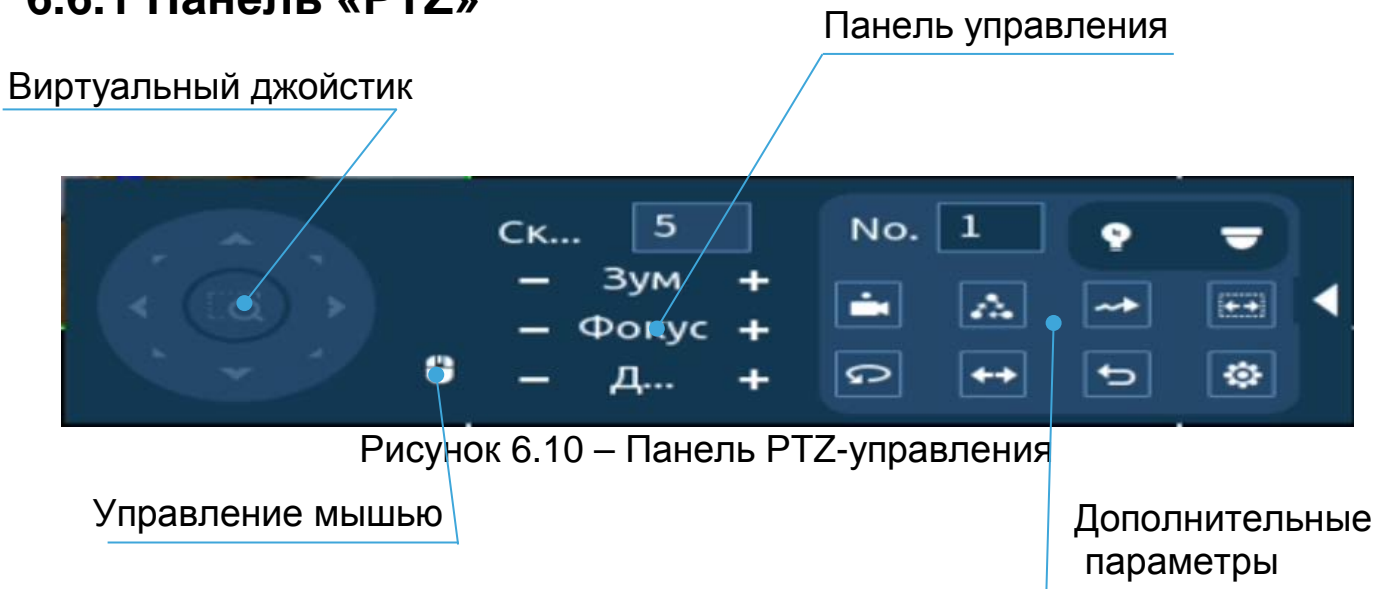 6.6.1 Панель «PTZ»
Панель управления
Виртуальный джойстик
Ск... 5
No. 1
– Зум +
– Фокус +
– Д... +
Рисунок 6.10 – Панель PTZ-управления
Управление мышью
Дополнительные
параметры